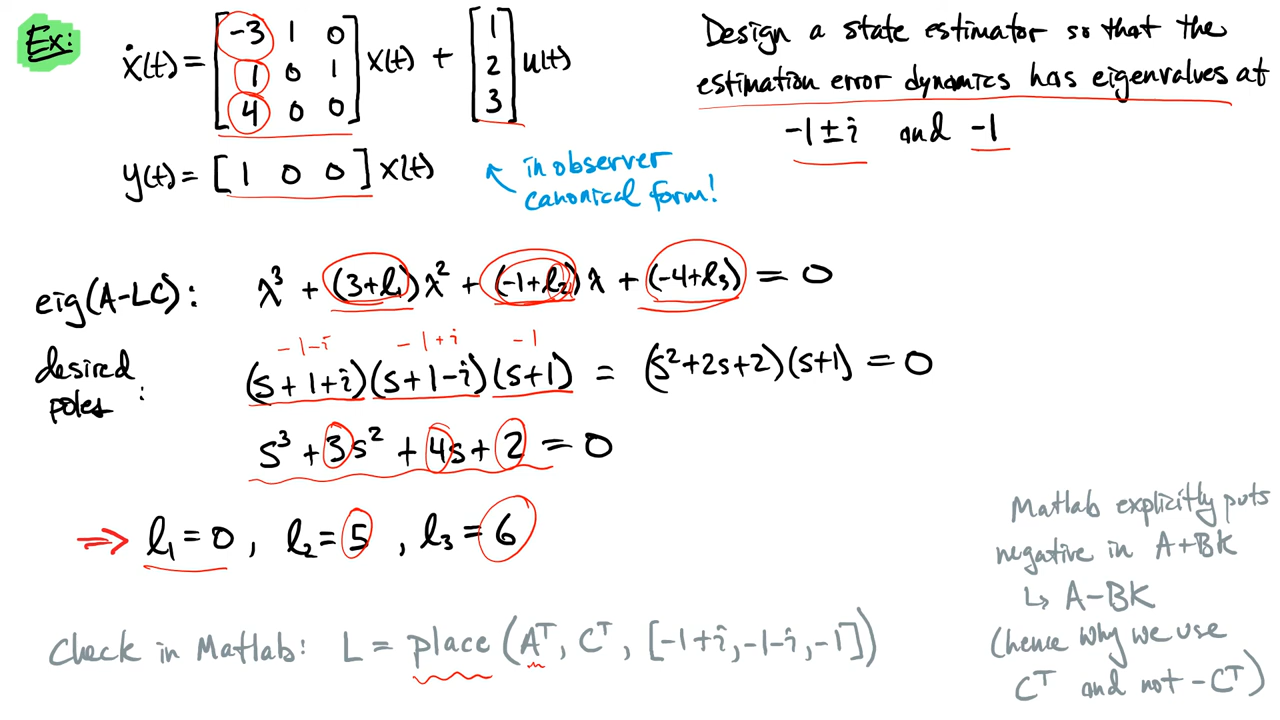 Ex:
ẋ(t) = [-3 1 0; 1 0 1; 4 0 0] x(t) + [1; 2; 3] u(t)
y(t) = [1 0 0] x(t)
in observer
canonical form!
Design a state estimator so that the
estimation error dynamics has eigenvalues at
-1 ± i and -1
eig(A-LC): λ³ + (3+l₁)λ² + (-1+l₂)λ + (-4+l₃) = 0
-1-i -1+i -1
desired poles: (s+1+i)(s+1-i)(s+1) = (s²+2s+2)(s+1) = 0
s³ + 3s² + 4s + 2 = 0
⇒ l₁ = 0, l₂ = 5, l₃ = 6
Check in Matlab: L = place(Aᵀ, Cᵀ, [-1+i, -1-i, -1])
Matlab explicitly puts
negative in A+BK
↳ A-BK
(hence why we use
Cᵀ and not -Cᵀ)